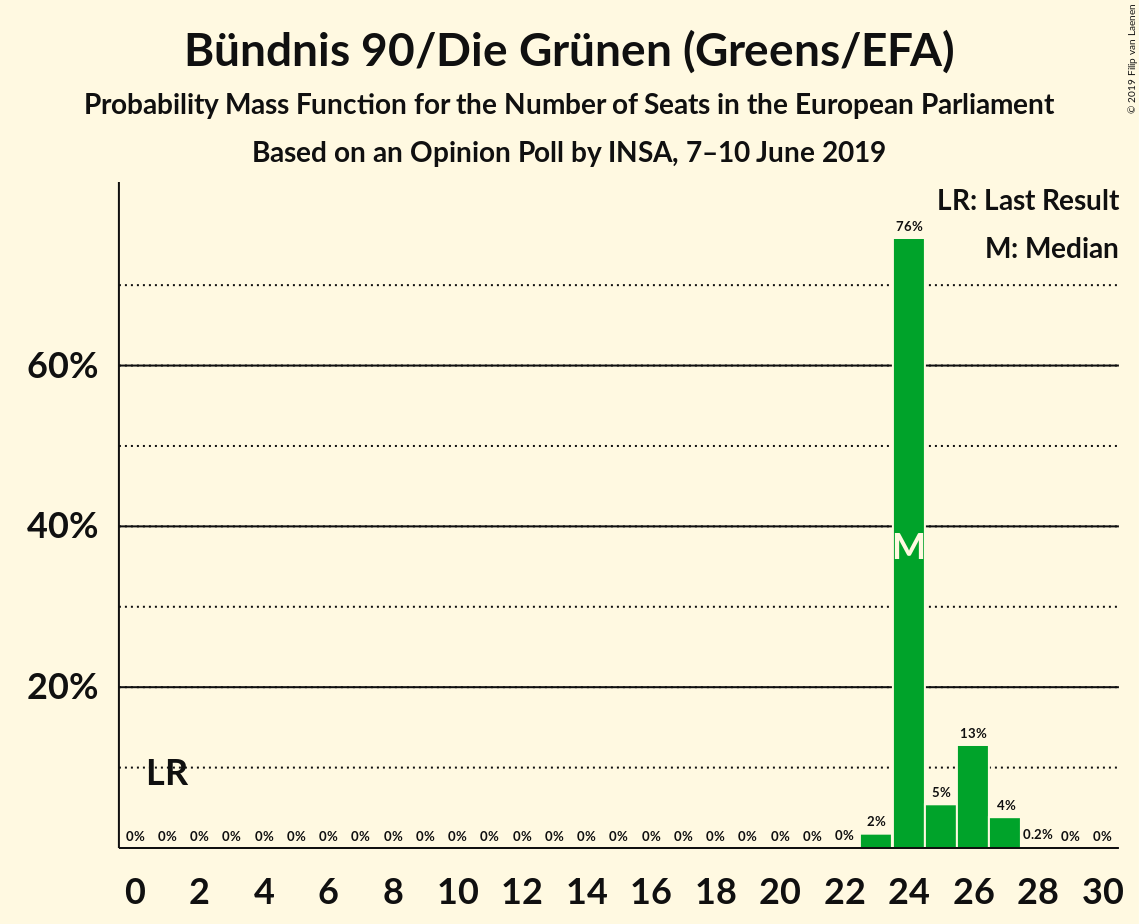 Bündnis 90/Die Grünen (Greens/EFA)
Probability Mass Function for the Number of Seats in the European Parliament
Based on an Opinion Poll by INSA, 7–10 June 2019
© 2019 Filip van Laenen
LR: Last Result
M: Median
76%
60%
40%
M
20%
13%
LR
5%
4%
2%
0% 0% 0% 0% 0% 0% 0% 0% 0% 0% 0% 0% 0% 0% 0% 0% 0% 0% 0% 0% 0% 0% 0% 0.2% 0% 0%
0 2 4 6 8 10 12 14 16 18 20 22 24 26 28 30